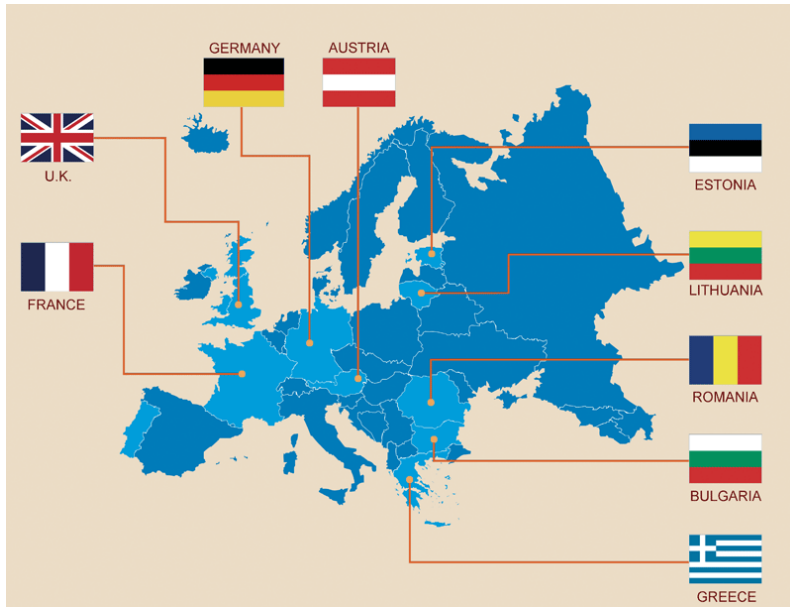 GERMANY
AUSTRIA
U.K.
ESTONIA
FRANCE
LITHUANIA
ROMANIA
BULGARIA
GREECE